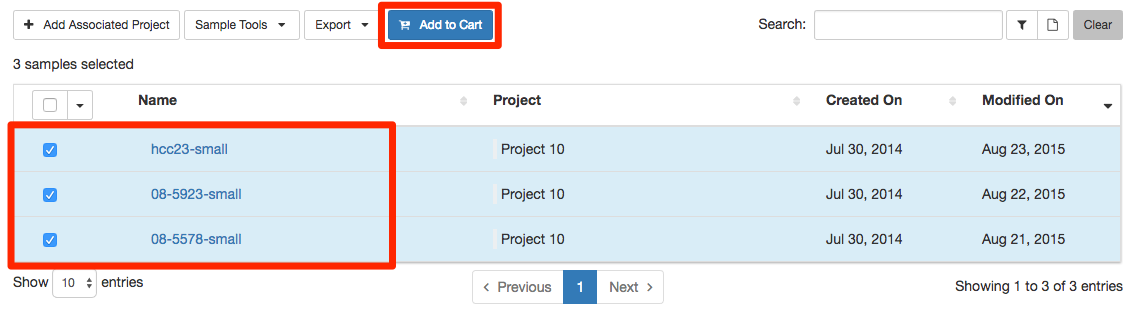 Add Associated Project Sample Tools Export Add to Cart Search: Clear
3 samples selected
Name Project Created On Modified On
hcc23-small Project 10 Jul 30, 2014 Aug 23, 2015
08-5923-small Project 10 Jul 30, 2014 Aug 22, 2015
08-5578-small Project 10 Jul 30, 2014 Aug 21, 2015
Show 10 entries Previous 1 Next Showing 1 to 3 of 3 entries